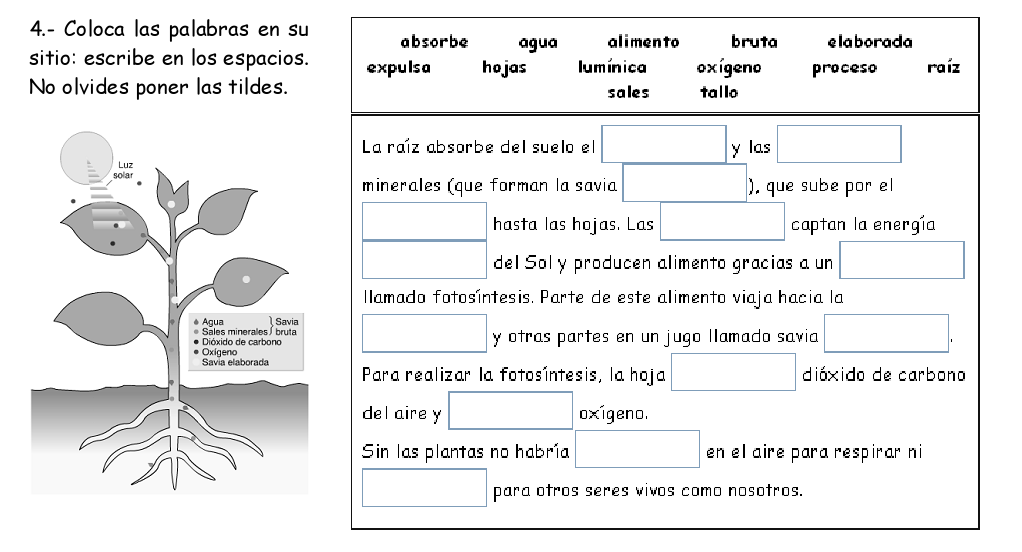 4.- Coloca las palabras en su
sitio: escribe en los espacios.
No olvides poner las tildes.
Luz
solar
Agua
Sales minerales
Savia
bruta
Dióxido de carbono
Oxígeno
Savia elaborada
absorbe agua alimento bruta elaborada
expulsa hojas lumínica oxígeno proceso raíz
sales tallo
La raíz absorbe del suelo el y las
minerales (que forman la savia ), que sube por el
hasta las hojas. Las captan la energía
del Sol y producen alimento gracias a un
llamado fotosíntesis. Parte de este alimento viaja hacia la
y otras partes en un jugo llamado savia .
Para realizar la fotosíntesis, la hoja dióxido de carbono
del aire y oxígeno.
Sin las plantas no habría en el aire para respirar ni
para otros seres vivos como nosotros.